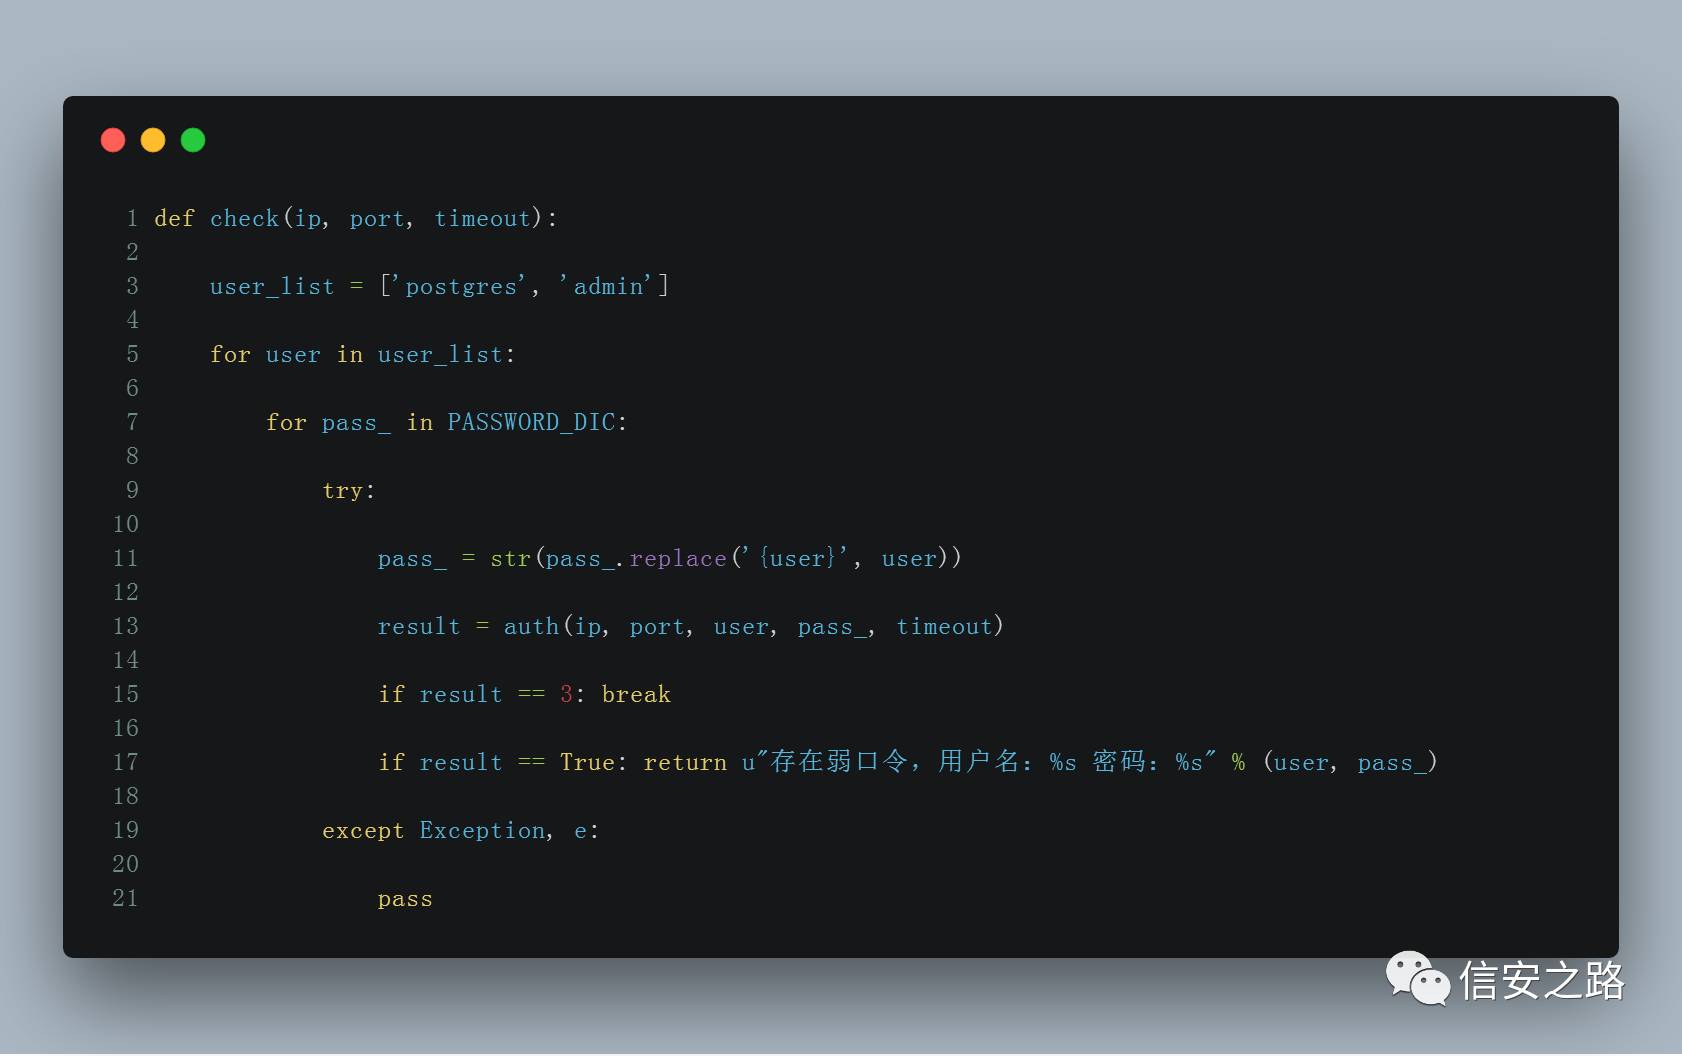 1 def check(ip, port, timeout):
2
3     user_list = ['postgres', 'admin']
4
5     for user in user_list:
6
7         for pass_ in PASSWORD_DIC:
8
9             try:
10
11                 pass_ = str(pass_.replace('{user}', user))
12
13                 result = auth(ip, port, user, pass_, timeout)
14
15                 if result == 3: break
16
17                 if result == True: return u"存在弱口令，用户名：%s 密码：%s" % (user, pass_)
18
19             except Exception, e:
20
21                 pass
信安之路